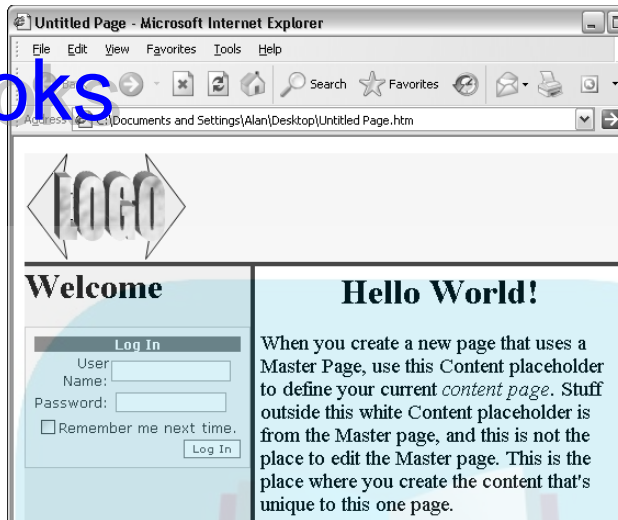 Untitled Page - Microsoft Internet Explorer
File Edit View Favorites Tools Help
oks
Search Favorites
Address C:\Documents and Settings\Alan\Desktop\Untitled Page.htm
LOGO
Welcome
Log In
User
Name:
Password:
Remember me next time.
Log In
Hello World!
When you create a new page that uses a
Master Page, use this Content placeholder
to define your current content page. Stuff
outside this white Content placeholder is
from the Master page, and this is not the
place to edit the Master page. This is the
place where you create the content that's
unique to this one page.